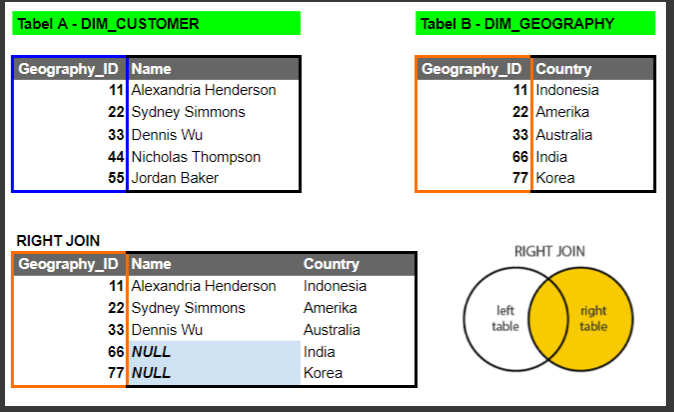 Tabel A - DIM_CUSTOMER
Geography_ID Name
11 Alexandria Henderson
22 Sydney Simmons
33 Dennis Wu
44 Nicholas Thompson
55 Jordan Baker
Tabel B - DIM_GEOGRAPHY
Geography_ID Country
11 Indonesia
22 Amerika
33 Australia
66 India
77 Korea
RIGHT JOIN
Geography_ID Name Country
11 Alexandria Henderson Indonesia
22 Sydney Simmons Amerika
33 Dennis Wu Australia
66 NULL India
77 NULL Korea
RIGHT JOIN
left
table
right
table